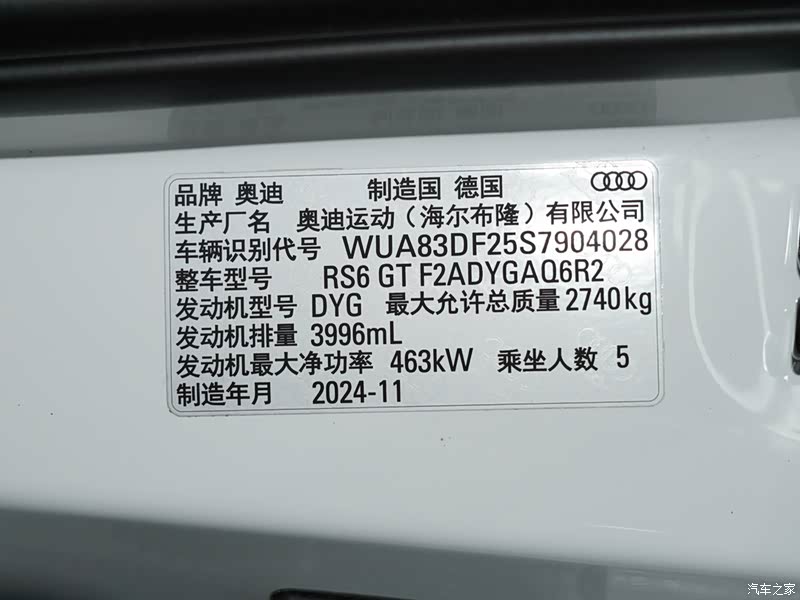 品牌 奥迪 制造国 德国
生产厂名 奥迪运动（海尔布隆）有限公司
车辆识别代号 WUA83DF25S7904028
整车型号 RS6 GT F2ADYGAQ6R2
发动机型号 DYG 最大允许总质量 2740kg
发动机排量 3996mL
发动机最大净功率 463kW 乘坐人数 5
制造年月 2024-11
汽车之家